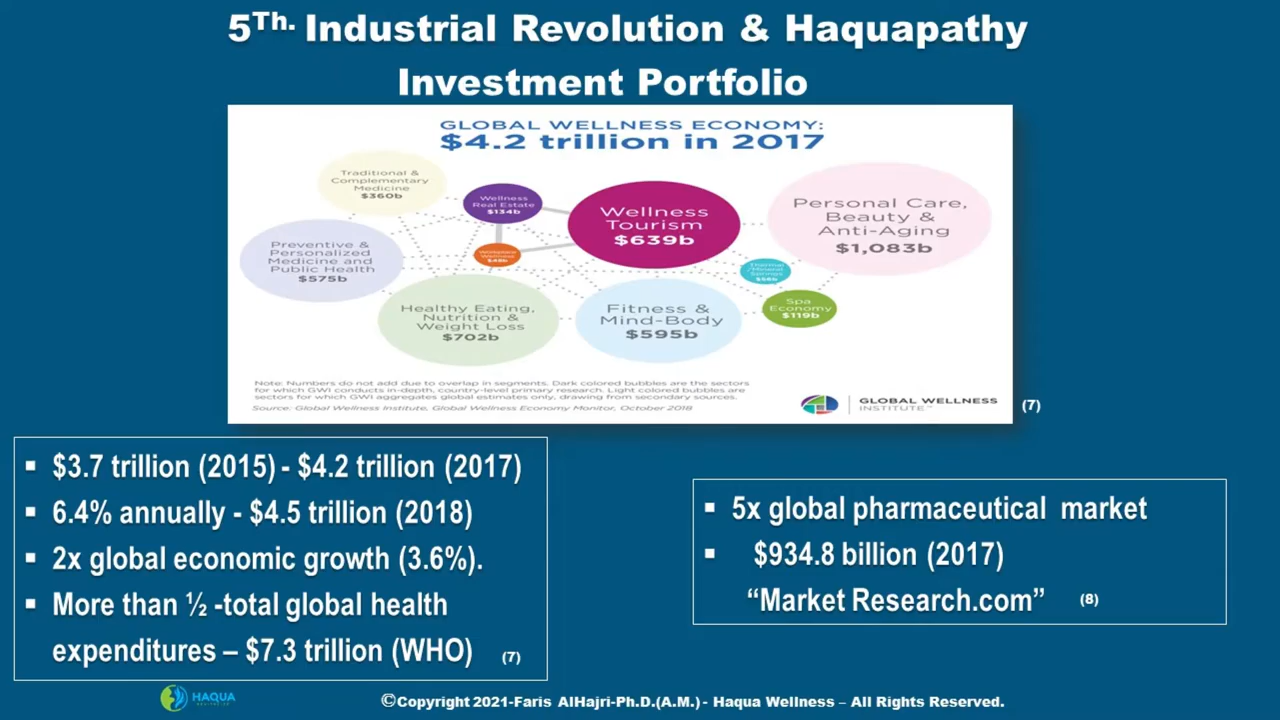 5Th. Industrial Revolution & Haquapathy
Investment Portfolio
GLOBAL WELLNESS ECONOMY:
$4.2 trillion in 2017
Traditional &
Complementary
Medicine
$360b
Wellness
Real Estate
$134b
Wellness
Tourism
$639b
Personal Care,
Beauty &
Anti-Aging
$1,083b
Preventive &
Personalized
Medicine and
Public Health
$575b
Workplace
Wellness
Thermal
/Mineral
Springs
$56b
Healthy Eating,
Nutrition &
Weight Loss
$702b
Fitness &
Mind-Body
$595b
Spa
Economy
$119b
Note: Numbers do not add due to overlap in segments. Dark colored bubbles are the sectors
for which GWI conducts in-depth, country-level primary research. Light colored bubbles are
sectors for which GWI aggregates global estimates only, drawing from secondary sources.
Source: Global Wellness Institute, Global Wellness Economy Monitor, October 2018
GLOBAL WELLNESS
INSTITUTE™
(7)
▪ $3.7 trillion (2015) - $4.2 trillion (2017)
▪ 6.4% annually - $4.5 trillion (2018)
▪ 2x global economic growth (3.6%).
▪ More than ½ -total global health
expenditures – $7.3 trillion (WHO) (7)
▪ 5x global pharmaceutical market
▪ $934.8 billion (2017)
“Market Research.com” (8)
HAQUA
©Copyright 2021-Faris AlHajri-Ph.D.(A.M.) - Haqua Wellness – All Rights Reserved.